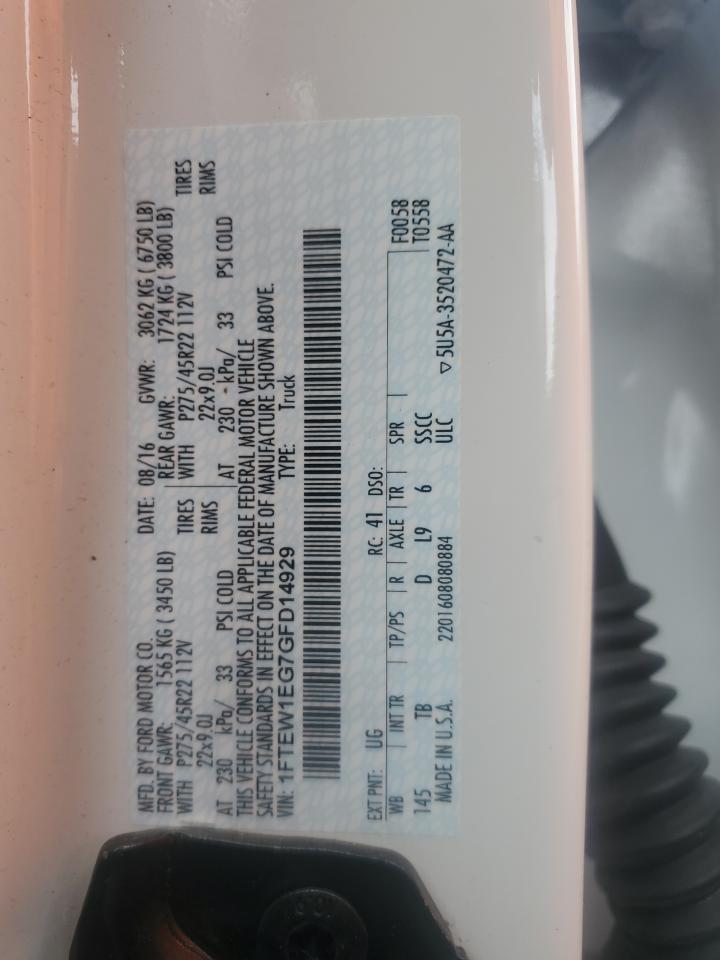 MFD. BY FORD MOTOR CO. DATE: 08/16 GVWR: 3062 KG ( 6750 LB)
FRONT GAWR: 1565 KG ( 3450 LB) REAR GAWR: 1724 KG ( 3800 LB)
WITH P275/45R22 112V TIRES WITH P275/45R22 112V TIRES
22x9.0J RIMS 22x9.0J RIMS
AT 230 kPa/ 33 PSI COLD AT 230 - kPa/ 33 PSI COLD
THIS VEHICLE CONFORMS TO ALL APPLICABLE FEDERAL MOTOR VEHICLE
SAFETY STANDARDS IN EFFECT ON THE DATE OF MANUFACTURE SHOWN ABOVE.
VIN: 1FTEW1EG7GFD14929 TYPE: Truck
EXT PNT: UG RC: 41 DSO:
WB INT TR TP/PS R AXLE TR SPR F0058
145 TB D L9 6 SSCC T0558
MADE IN U.S.A. 2201608080884 ULC ▽5U5A-3520472-AA